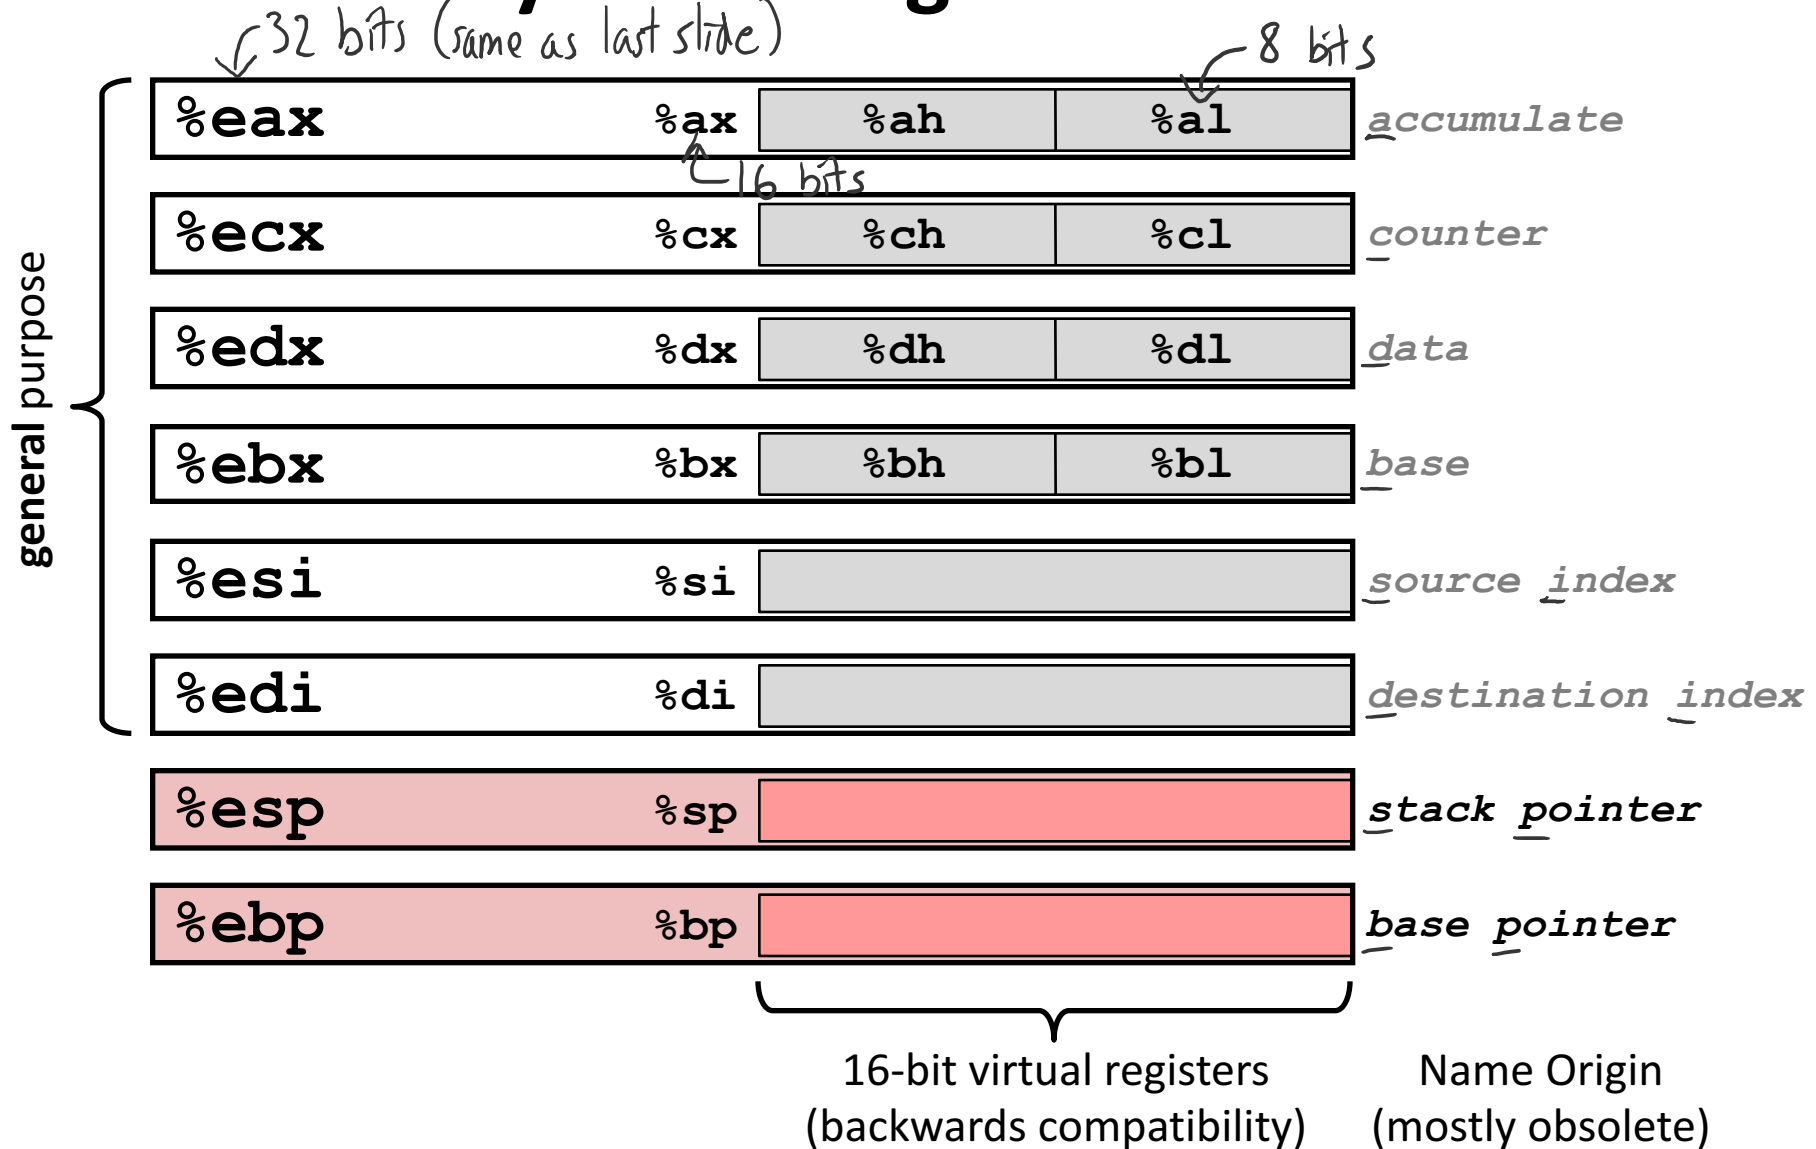 32 bits (same as last slide)
8 bits
%eax %ax %ah %al accumulate
16 bits
%ecx %cx %ch %cl counter
%edx %dx %dh %dl data
%ebx %bx %bh %bl base
%esi %si source index
%edi %di destination index
%esp %sp stack pointer
%ebp %bp base pointer
general purpose
16-bit virtual registers
(backwards compatibility)
Name Origin
(mostly obsolete)